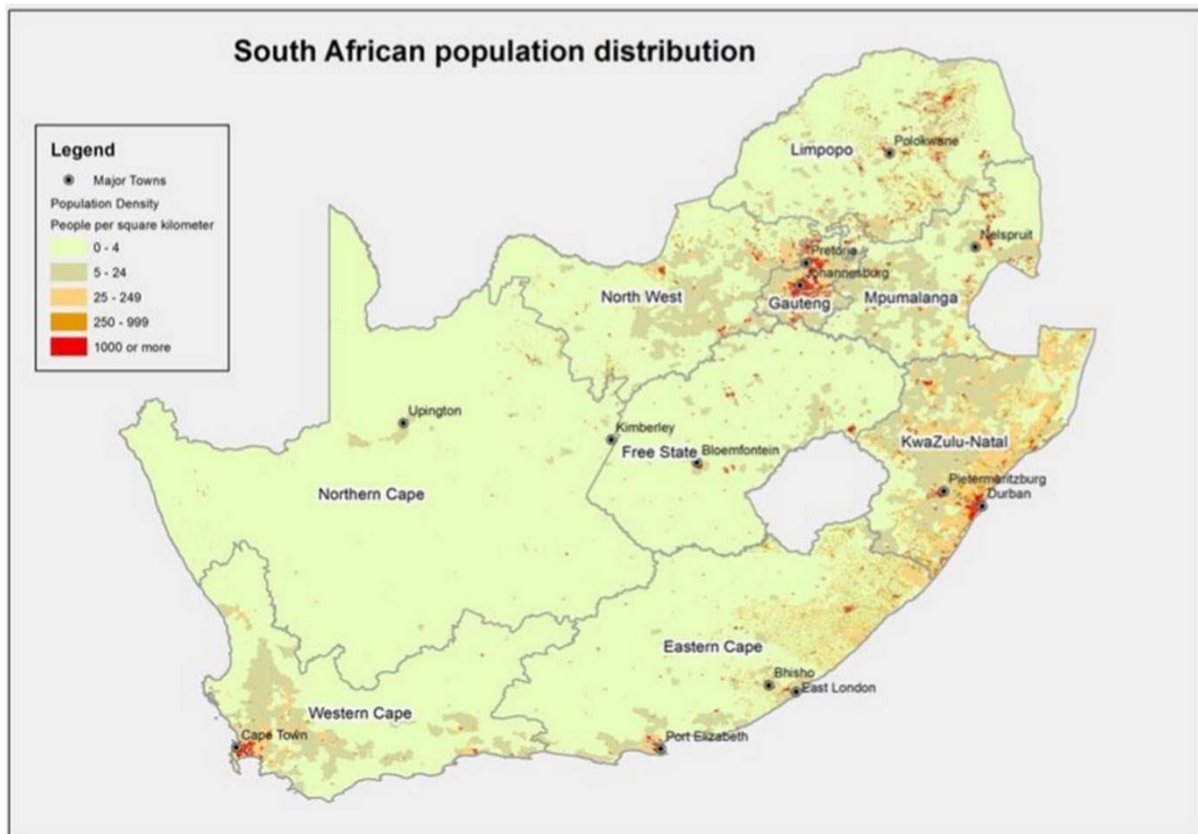 South African population distribution
Legend
Major Towns
Population Density
People per square kilometer
0 - 4
5 - 24
25 - 249
250 - 999
1000 or more
Limpopo
Polokwane
Nelspruit
Pretoria
Johannesburg
North West
Gauteng
Mpumalanga
Upington
Kimberley
Free State
Bloemfontein
KwaZulu-Natal
Northern Cape
Pietermaritzburg
Durban
Eastern Cape
Bhisho
East London
Western Cape
Cape Town
Port Elizabeth